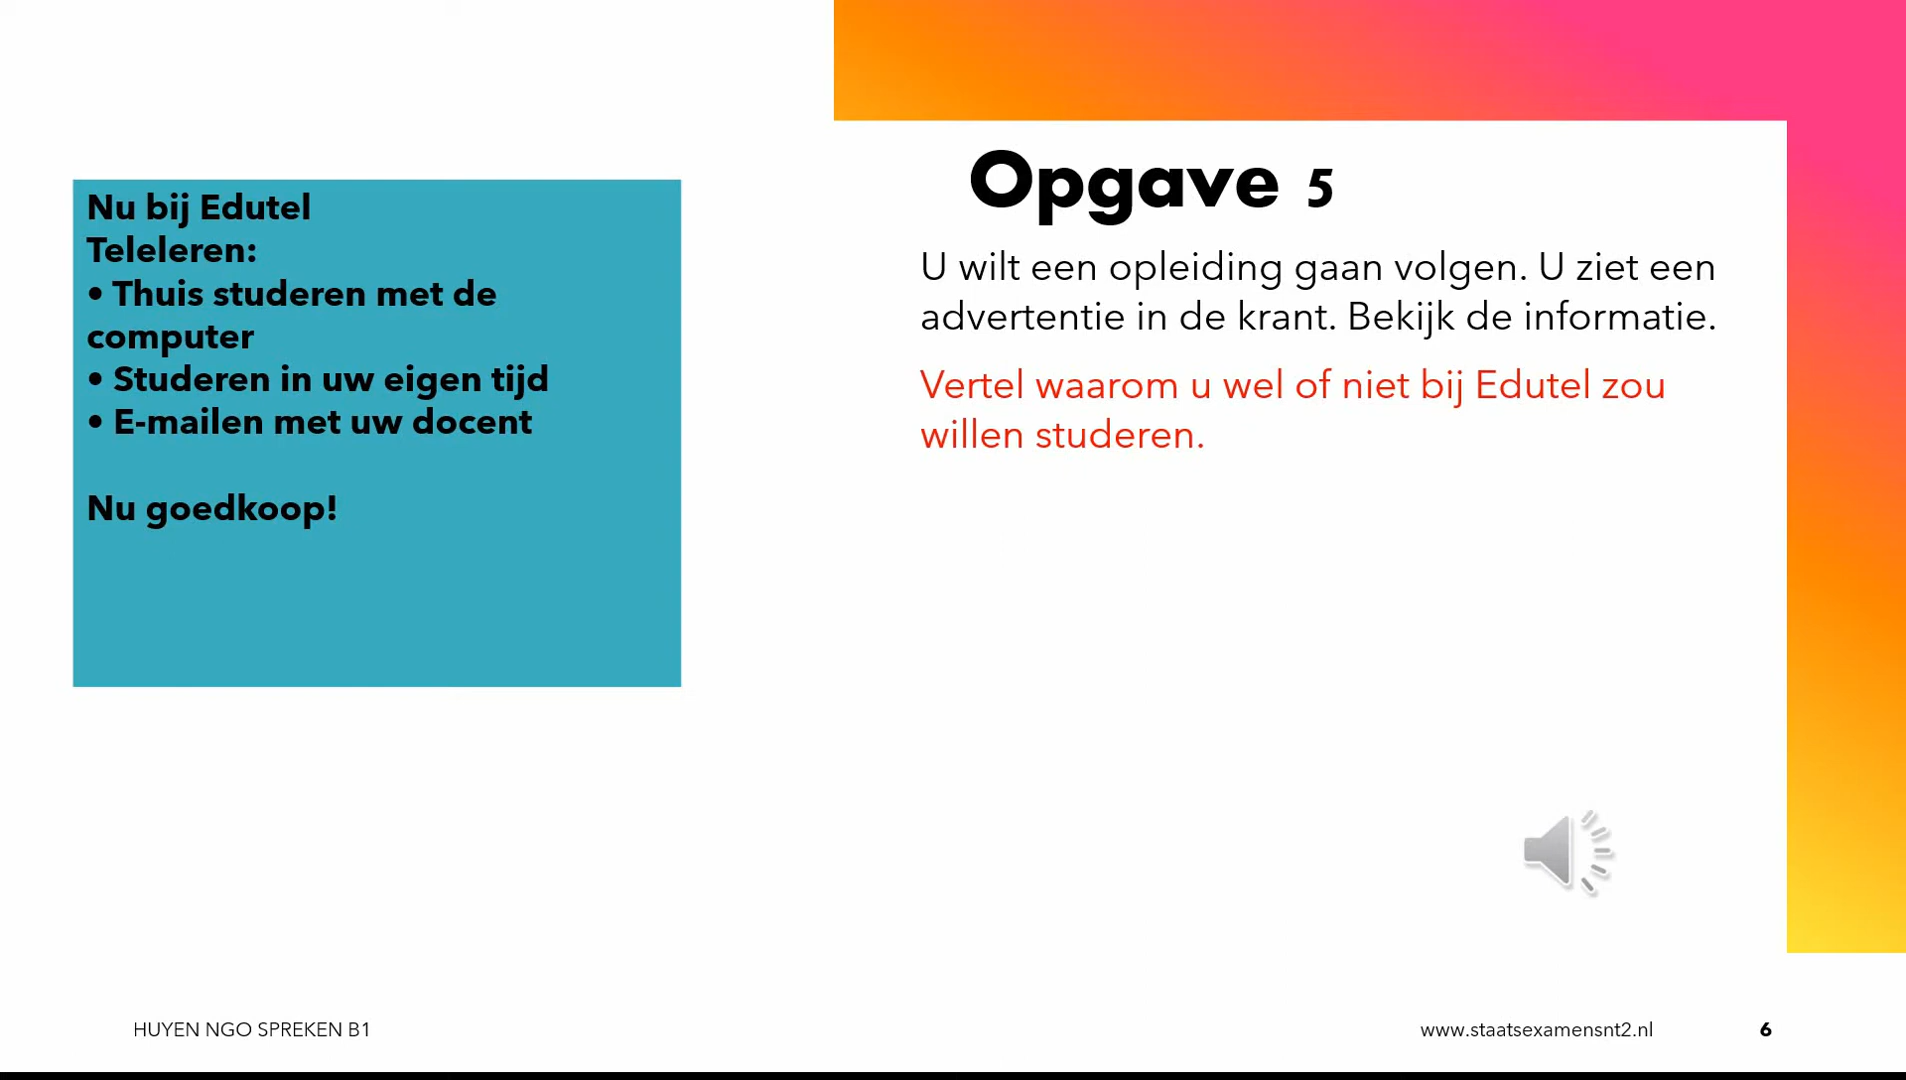 Nu bij Edutel
Teleleren:
• Thuis studeren met de
computer
• Studeren in uw eigen tijd
• E-mailen met uw docent
Nu goedkoop!
Opgave 5
U wilt een opleiding gaan volgen. U ziet een
advertentie in de krant. Bekijk de informatie.
Vertel waarom u wel of niet bij Edutel zou
willen studeren.
HUYEN NGO SPREKEN B1
www.staatsexamensnt2.nl
6